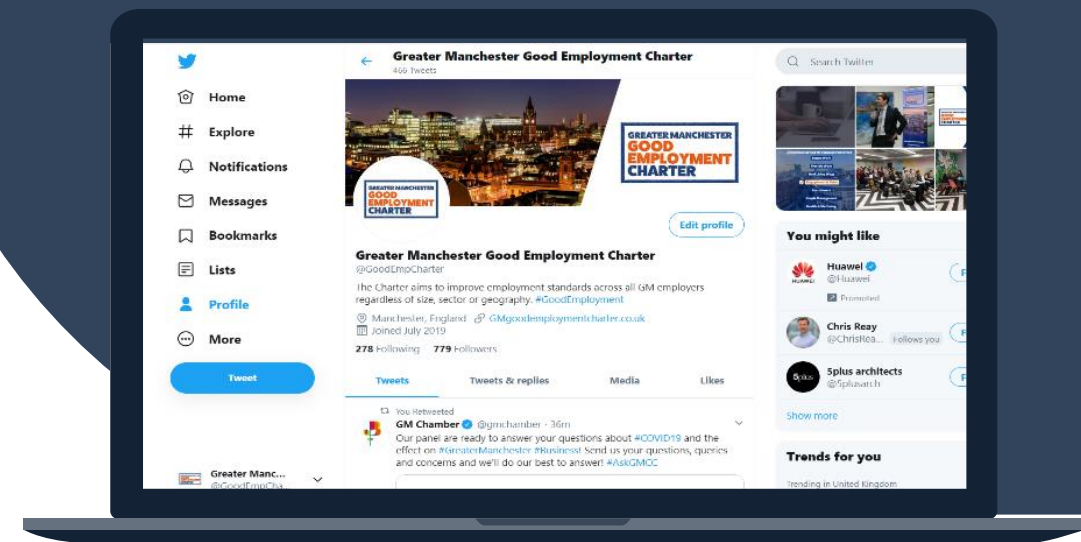 Home
Explore
Notifications
Messages
Bookmarks
Lists
Profile
More
Tweet
Greater Manc...
@GoodEmpCha...
Greater Manchester Good Employment Charter
466 Tweets
GREATER MANCHESTER
GOOD
EMPLOYMENT
CHARTER
GREATER MANCHESTER
GOOD
EMPLOYMENT
CHARTER
Edit profile
Greater Manchester Good Employment Charter
@GoodEmpCharter
The Charter aims to improve employment standards across all GM employers
regardless of size, sector or geography. #GoodEmployment
Manchester, England GMgoodemploymentcharter.co.uk
Joined July 2019
278 Following 779 Followers
Tweets Tweets & replies Media Likes
You Retweeted
GM Chamber @gmchamber · 36m
Our panel are ready to answer your questions about #COVID19 and the
effect on #GreaterManchester #Business! Send us your questions, queries
and concerns and we'll do our best to answer! #AskGMCC
Search Twitter
You might like
HUAWEI
Huawei
@Huawei
Promoted
Chris Reay
@ChrisRea... Follows you
5plus
5plus architects
@5plusarch
Show more
Trends for you
Trending in United Kingdom